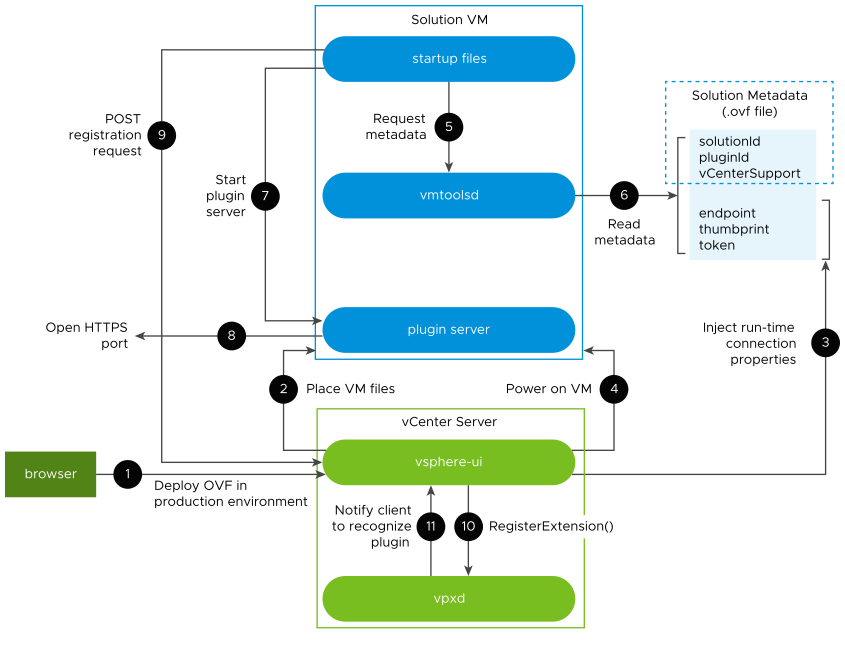 Solution VM
startup files
Request
metadata
5
POST
registration
request
9
Solution Metadata
(.ovf file)
solutionId
pluginId
vCenterSupport
endpoint
thumbprint
token
Start
plugin
server
7
vmtoolsd
6
Read
metadata
Open HTTPS
port
8
plugin server
Inject run-time
connection
properties
3
2
Place VM files
Power on VM
4
vCenter Server
browser
1
Deploy OVF in
production environment
vsphere-ui
Notify client
to recognize
plugin
11
10
RegisterExtension()
vpxd